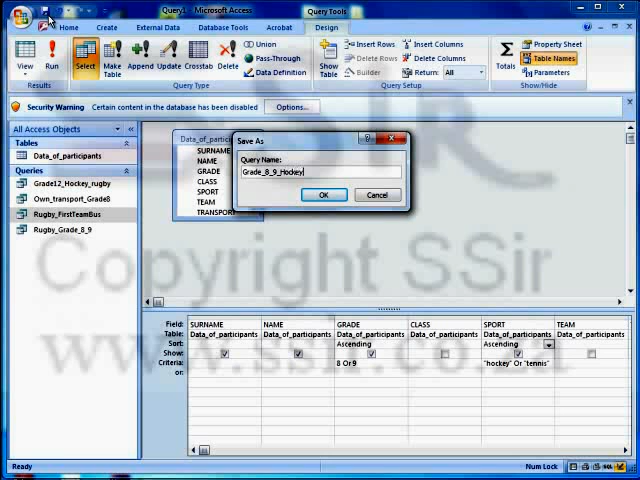 Query1 - Microsoft Access
Query Tools
Home Create External Data Database Tools Acrobat Design
View Run
Results
Select Make Table Append Update Crosstab Delete
Union
Pass-Through
Data Definition
Query Type
Show Table
Insert Rows
Delete Rows
Builder
Insert Columns
Delete Columns
Return: All
Query Setup
Totals
Property Sheet
Table Names
Parameters
Show/Hide
Security Warning Certain content in the database has been disabled Options...
All Access Objects
Tables
Data_of_participants
Queries
Grade12_Hockey_rugby
Own_transport_Grade8
Rugby_FirstTeamBus
Rugby_Grade_8_9
Data_of_participants
SURNAME
NAME
GRADE
CLASS
SPORT
TEAM
TRANSPORT
Save As
Query Name:
Grade_8_9_Hockey
OK Cancel
Copyright SSir
www.ssir.co.za
Field: SURNAME NAME GRADE CLASS SPORT TEAM
Table: Data_of_participants Data_of_participants Data_of_participants Data_of_participants Data_of_participants Data_of_participants
Sort: Ascending Ascending
Show:
Criteria: 8 Or 9 "hockey" Or "tennis"
or:
Ready Num Lock